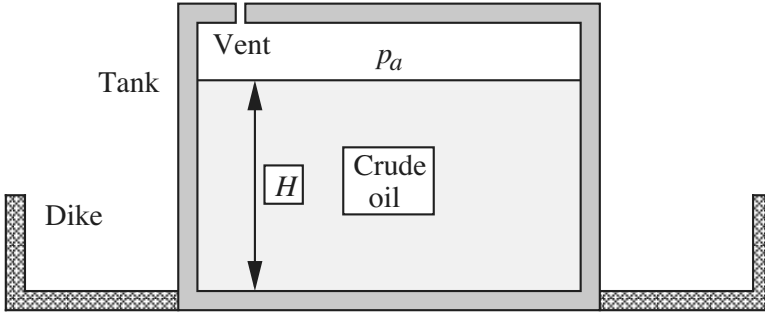 Vent
p_a
Tank
Crude
oil
H
Dike